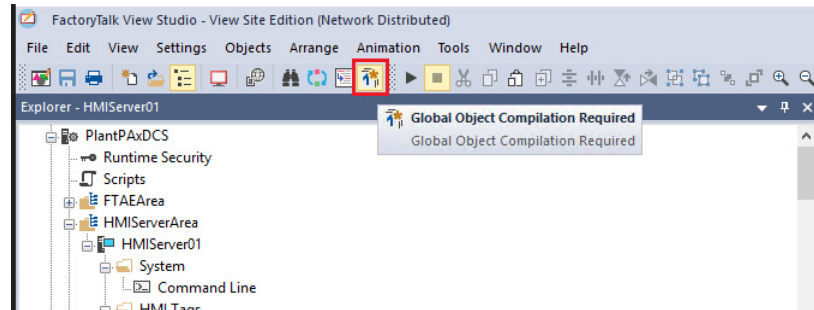 FactoryTalk View Studio - View Site Edition (Network Distributed)
File Edit View Settings Objects Arrange Animation Tools Window Help
Explorer - HMIServer01
Global Object Compilation Required
Global Object Compilation Required
PlantPAxDCS
Runtime Security
Scripts
FTAEArea
HMIServerArea
HMIServer01
System
Command Line
HMI Tags